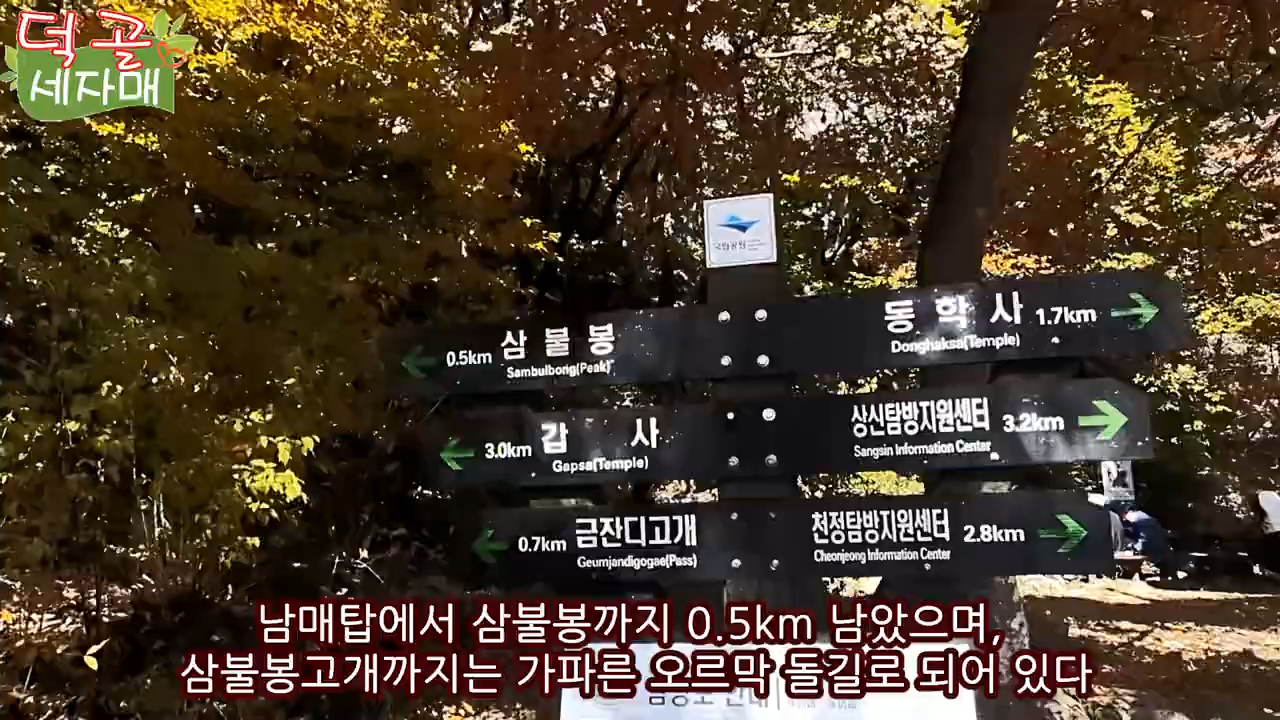 덕골
세자매
국립공원
삼불봉 0.5km
Sambulbong(Peak)
동학사 1.7km
Donghaksa(Temple)
갑사 3.0km
Gapsa(Temple)
상신탐방지원센터 3.2km
Sangsin Information Center
금잔디고개 0.7km
Geumjandigogae(Pass)
천정탐방지원센터 2.8km
Cheonjeong Information Center
남매탑에서 삼불봉까지 0.5km 남았으며,
삼불봉고개까지는 가파른 오르막 돌길로 되어 있다